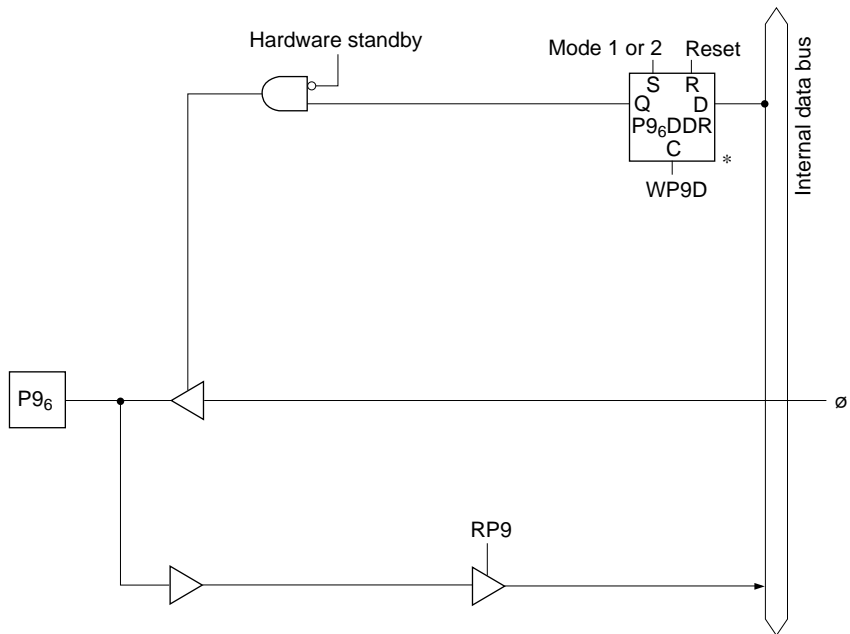 Hardware standby
Mode 1 or 2
Reset
S R
Q D
P9₆DDR
C
*
WP9D
Internal data bus
P9₆
ø
RP9